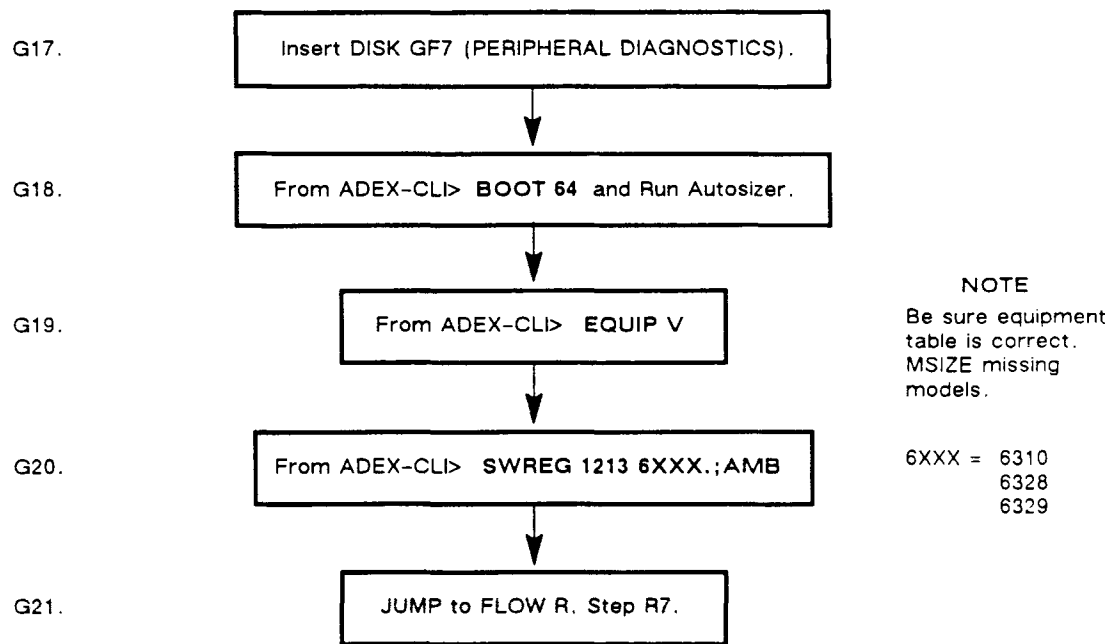 G17. Insert DISK GF7 (PERIPHERAL DIAGNOSTICS).
G18. From ADEX-CLI> BOOT 64 and Run Autosizer.
G19. From ADEX-CLI> EQUIP V
NOTE
Be sure equipment
table is correct.
MSIZE missing
models.
G20. From ADEX-CLI> SWREG 1213 6XXX.;AMB
6XXX = 6310
6328
6329
G21. JUMP to FLOW R, Step R7.